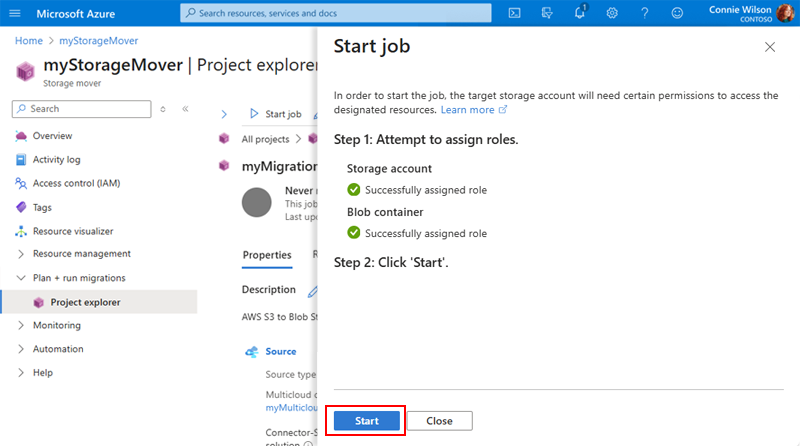 Microsoft Azure
Search resources, services and docs
1
Connie Wilson
CONTOSO
Home > myStorageMover
myStorageMover | Project explorer
Storage mover
Search
Overview
Activity log
Access control (IAM)
Tags
Resource visualizer
Resource management
Plan + run migrations
Project explorer
Monitoring
Automation
Help
Start job
All projects
myMigration
Never
This job
Last
Properties
Description
AWS S3 to Blob
Source
Source type
Multicloud
Start job
In order to start the job, the target storage account will need certain permissions to access the
designated resources. Learn more
Step 1: Attempt to assign roles.
Storage account
Successfully assigned role
Blob container
Successfully assigned role
Step 2: Click 'Start'.
Start
Close